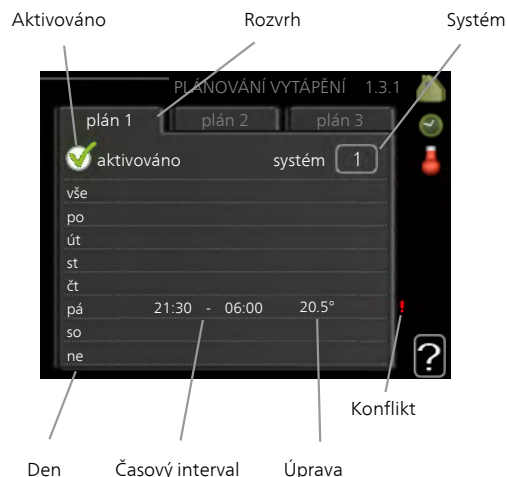 Aktivováno Rozvrh Systém
PLÁNOVÁNÍ VYTÁPĚNÍ 1.3.1
plán 1 plán 2 plán 3
aktivováno systém 1
vše
po
út
st
čt
pá 21:30 - 06:00 20.5° !
so
ne
?
Konflikt
Den Časový interval Úprava